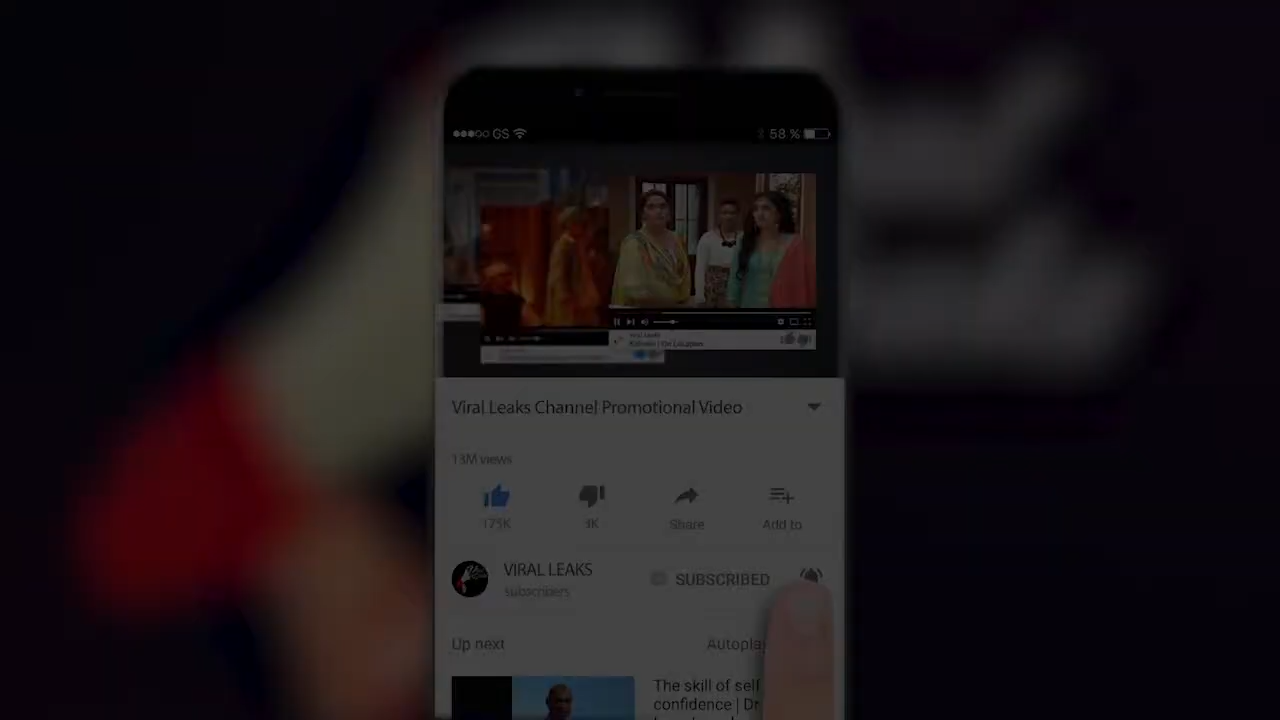 GS
58 %
Viral Leaks Channel Promotional Video
13M views
175K
3K
Share
Add to
VIRAL LEAKS
subscribers
SUBSCRIBED
Up next
The skill of self
confidence | Dr